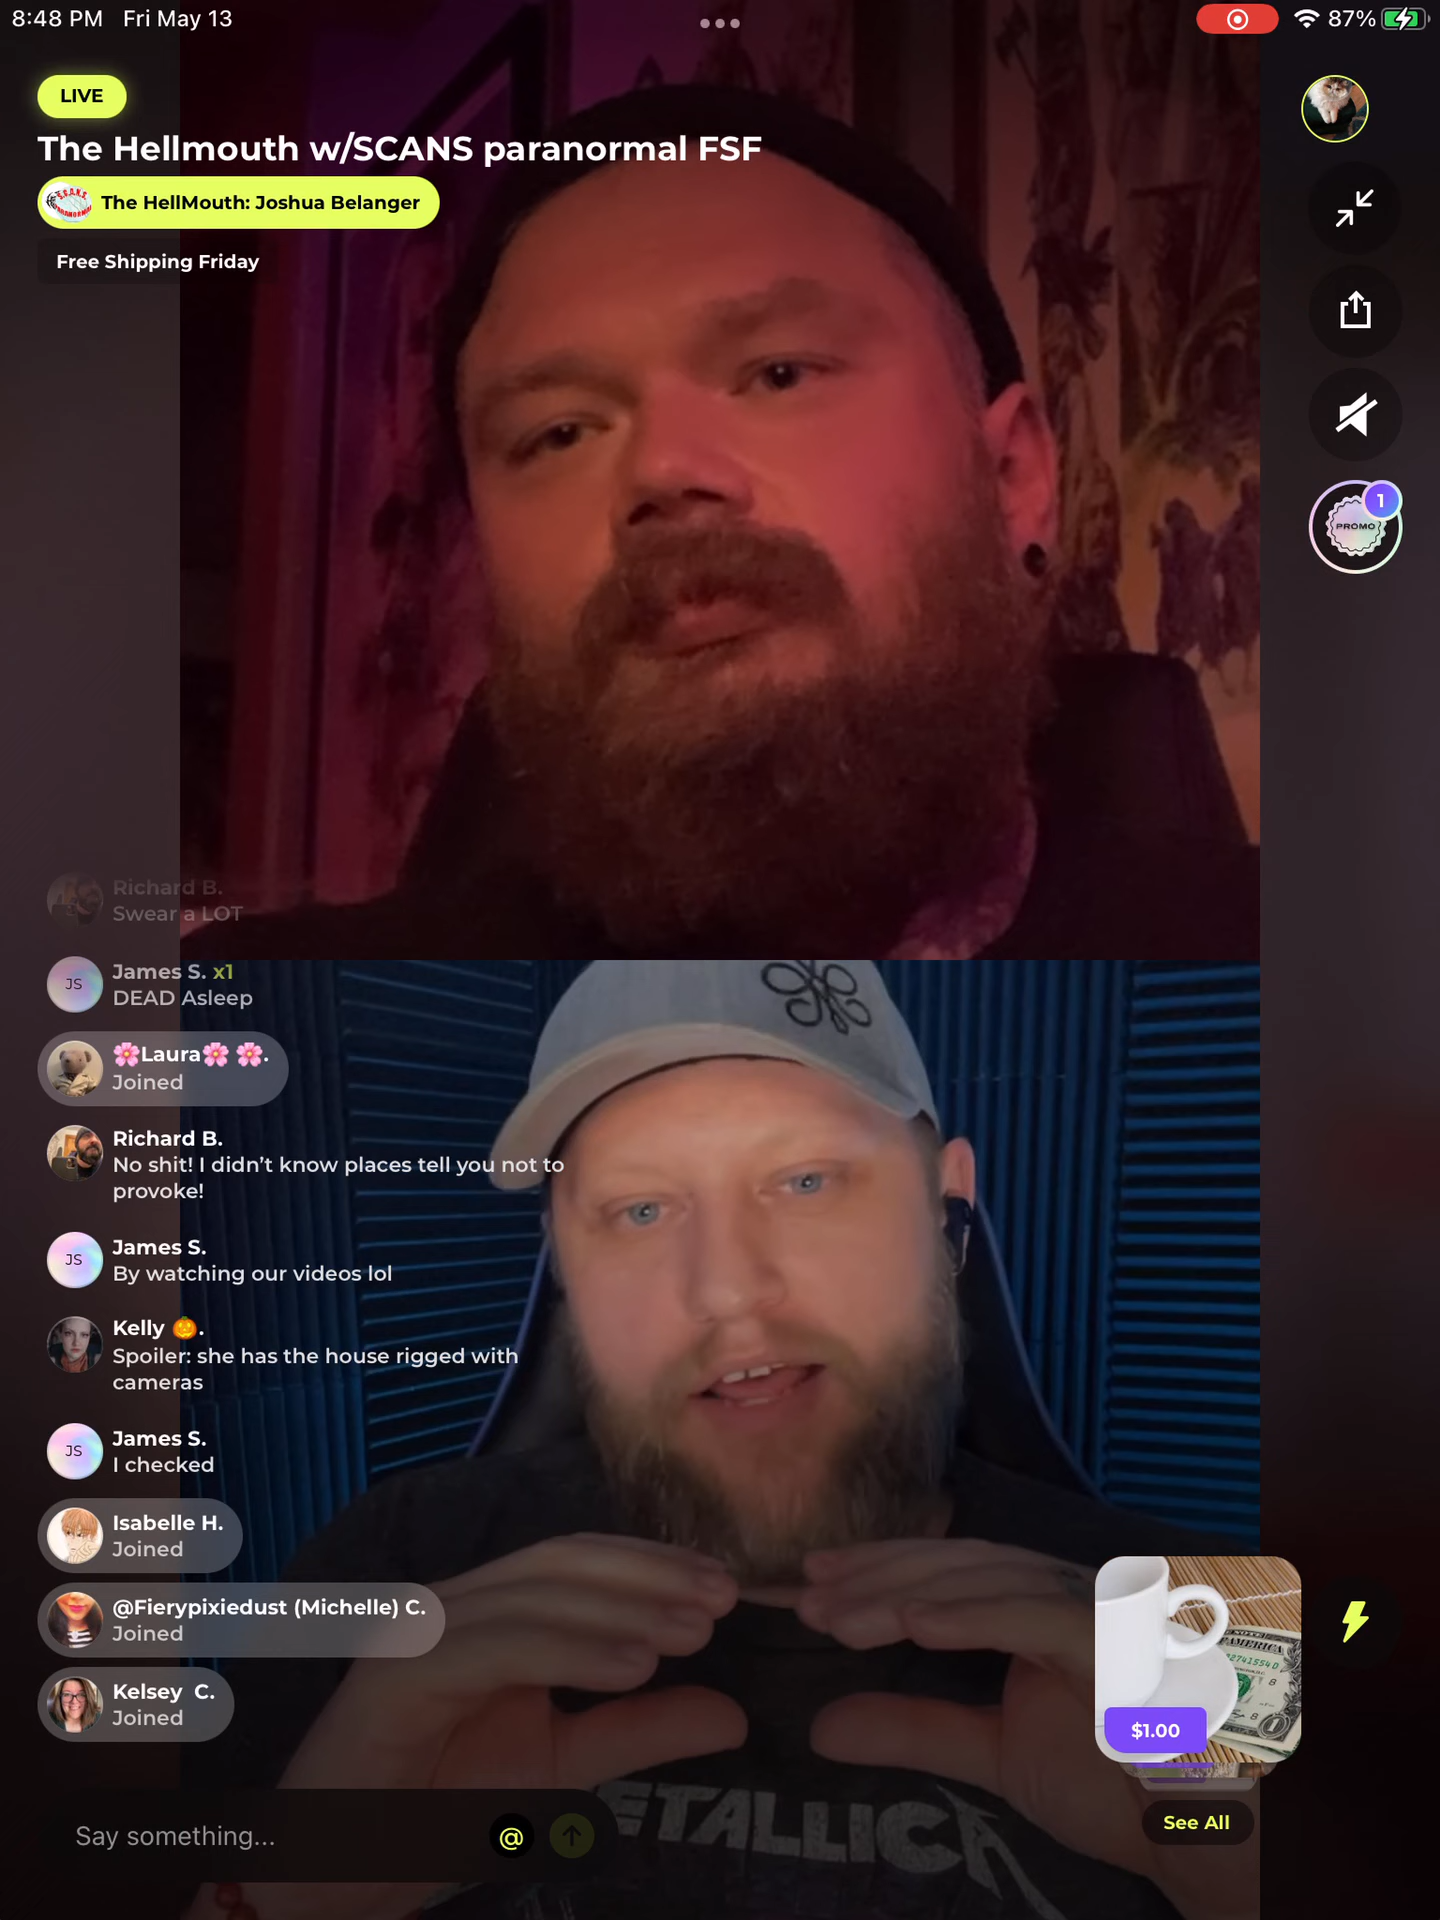 8:48 PM Fri May 13
87%
LIVE
The Hellmouth w/SCANS paranormal FSF
The HellMouth: Joshua Belanger
Free Shipping Friday
PROMO
1
Richard B.
Swear a LOT
JS
James S. x1
DEAD Asleep
🌸Laura🌸 🌸.
Joined
Richard B.
No shit! I didn’t know places tell you not to
provoke!
JS
James S.
By watching our videos lol
Kelly 🎃.
Spoiler: she has the house rigged with
cameras
JS
James S.
I checked
Isabelle H.
Joined
@Fierypixiedust (Michelle) C.
Joined
Kelsey  C.
Joined
$1.00
Say something...
@
ETALLICA
See All